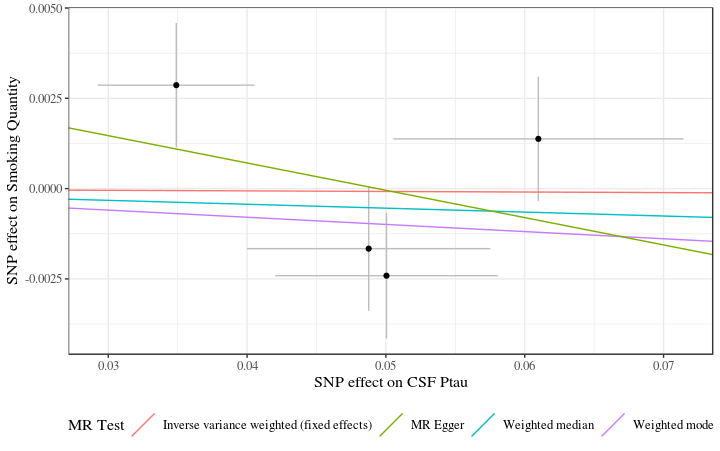 0.0050
0.0025
0.0000
-0.0025
SNP effect on Smoking Quantity
0.03 0.04 0.05 0.06 0.07
SNP effect on CSF Ptau
MR Test Inverse variance weighted (fixed effects) MR Egger Weighted median Weighted mode